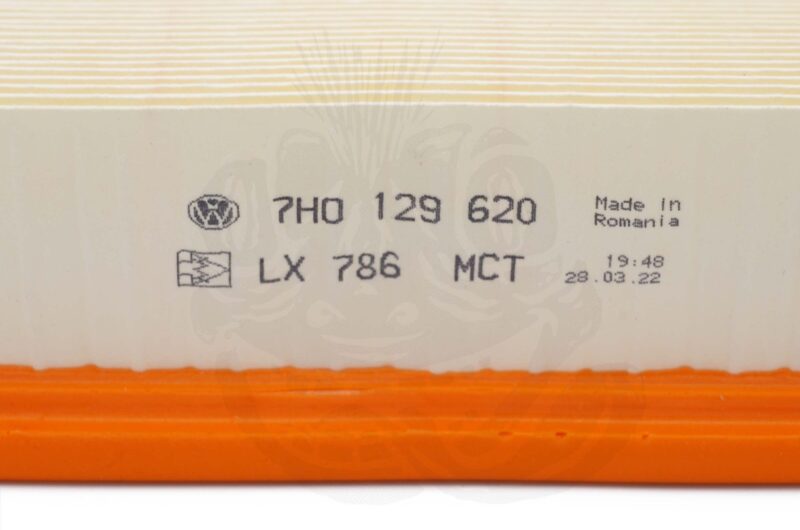 7H0 129 620
Made in
Romania
LX 786 MCT
19:48
28.03.22